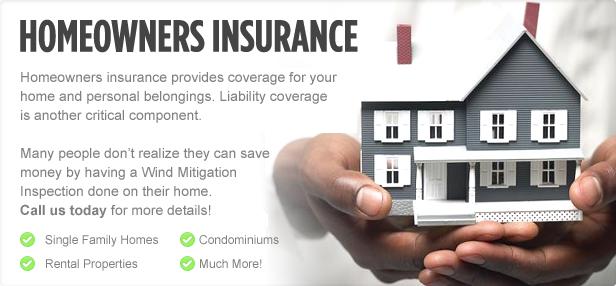 HOMEOWNERS INSURANCE
Homeowners insurance provides coverage for your
home and personal belongings. Liability coverage
is another critical component.
Many people don't realize they can save
money by having a Wind Mitigation
Inspection done on their home.
Call us today for more details!
Single Family Homes
Condominiums
Rental Properties
Much More!